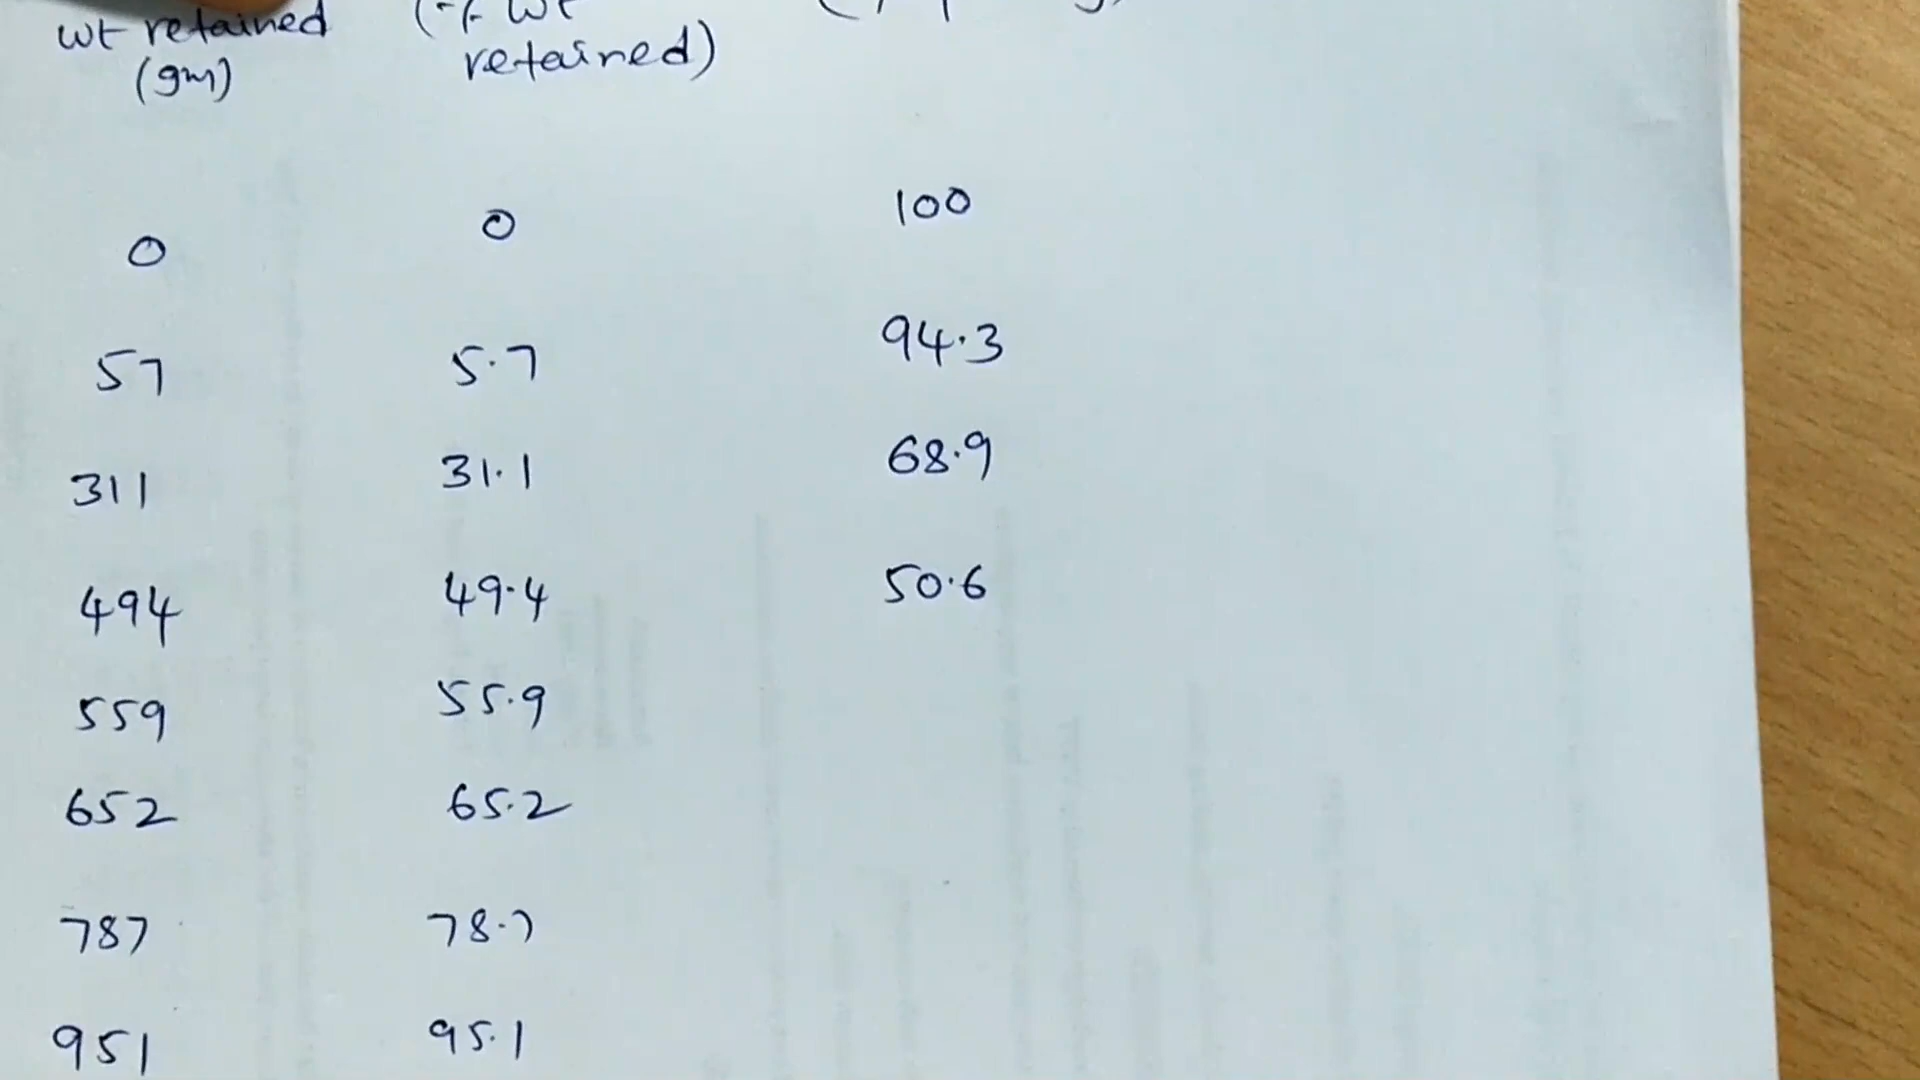 wt retained (% wt
(gm) retained)
0 0 100
57 5.7 94.3
311 31.1 68.9
494 49.4 50.6
559 55.9
652 65.2
787 78.7
951 95.1